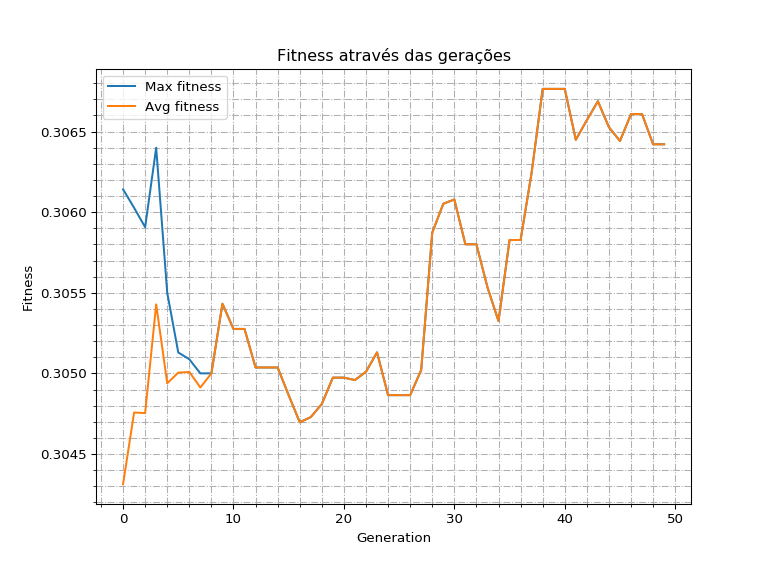 Fitness através das gerações
Max fitness
Avg fitness
0.3065
0.3060
0.3055
0.3050
0.3045
Fitness
0 10 20 30 40 50
Generation